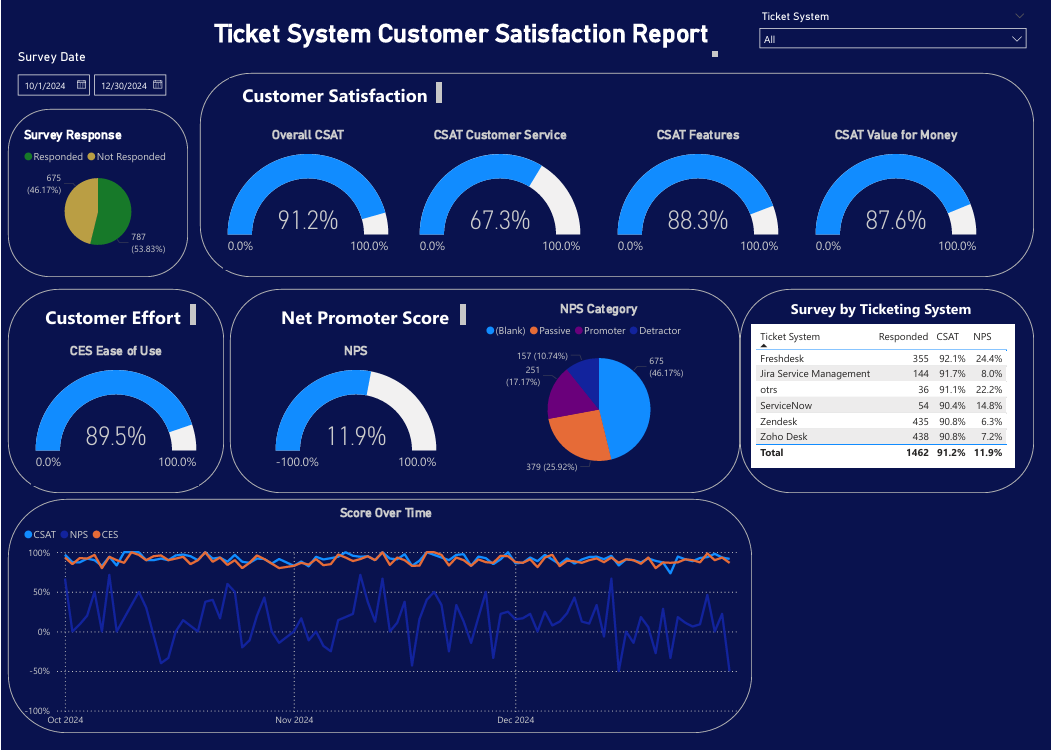 Ticket System Customer Satisfaction Report
Ticket System
All
Survey Date
10/1/2024 12/30/2024
Survey Response
Responded Not Responded
675
(46.17%)
787
(53.83%)
Customer Satisfaction
Overall CSAT
91.2%
0.0% 100.0%
CSAT Customer Service
67.3%
0.0% 100.0%
CSAT Features
88.3%
0.0% 100.0%
CSAT Value for Money
87.6%
0.0% 100.0%
Customer Effort
CES Ease of Use
89.5%
0.0% 100.0%
Net Promoter Score
NPS
11.9%
-100.0% 100.0%
NPS Category
(Blank) Passive Promoter Detractor
157 (10.74%)
251
(17.17%)
675
(46.17%)
379 (25.92%)
Survey by Ticketing System
Ticket System Responded CSAT NPS
Freshdesk 355 92.1% 24.4%
Jira Service Management 144 91.7% 8.0%
otrs 36 91.1% 22.2%
ServiceNow 54 90.4% 14.8%
Zendesk 435 90.8% 6.3%
Zoho Desk 438 90.8% 7.2%
Total 1462 91.2% 11.9%
Score Over Time
CSAT NPS CES
100%
50%
0%
-50%
-100%
Oct 2024 Nov 2024 Dec 2024